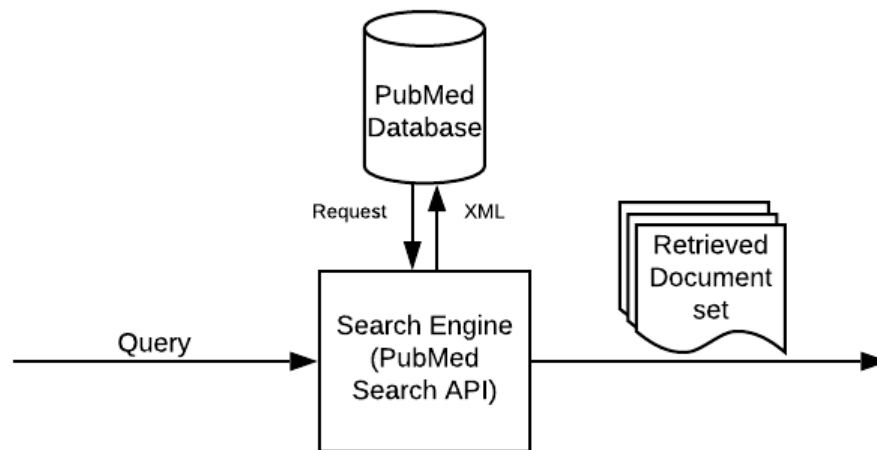 PubMed
Database
Request
XML
Retrieved
Document
set
Query
Search Engine
(PubMed
Search API)